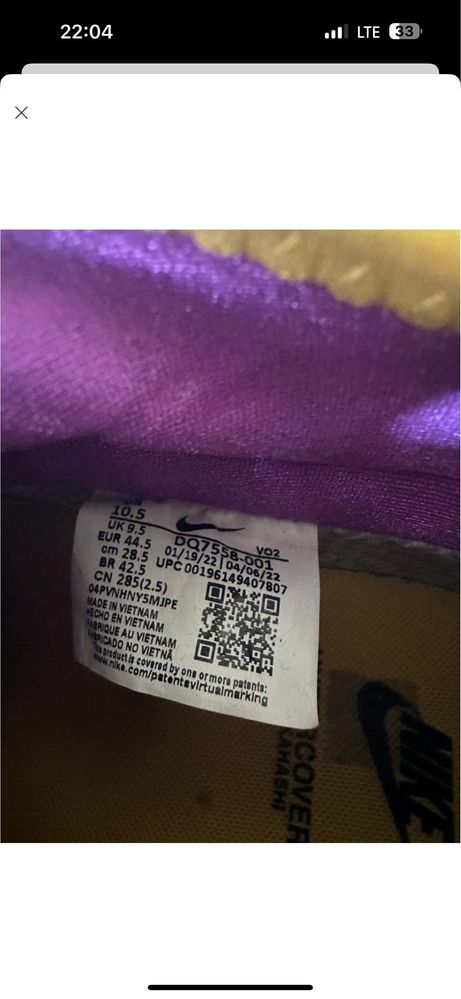 22:04
LTE
33
10.5
UK 9.5
EUR 44.5
cm 28.5
BR 42.5
CN 285(2.5)
DQ7558-001
VO2
01/19/22 | 04/06/22
UPC 00196149407807
04PVNHNY5MJPE
MADE IN VIETNAM
HECHO EN VIETNAM
FABRIQUE AU VIETNAM
FABRICADO NO VIETNÃ
This product is covered by one or more patents:
www.nike.com/patentsvirtualmarking
COVER
KAHASHI
NIKE